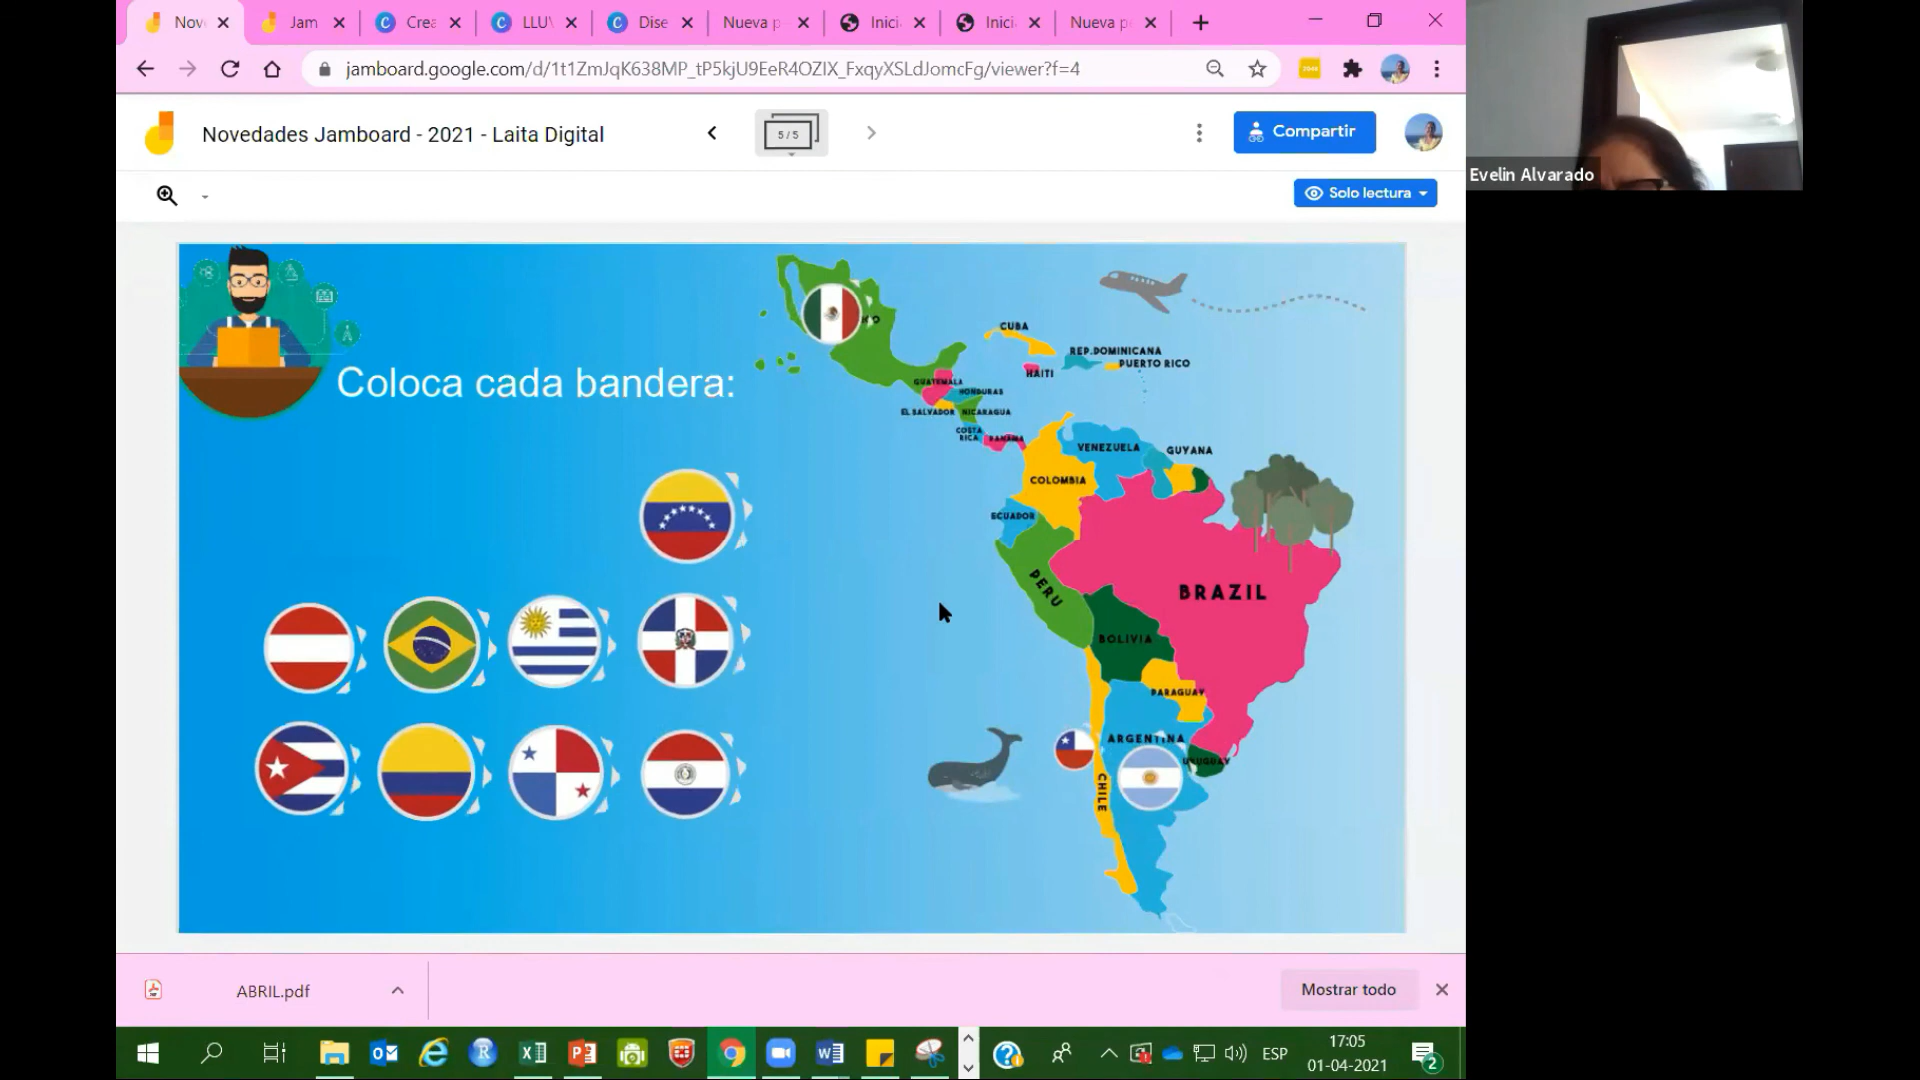 Nov
Jam
Crea
LLUV
Dise
Nueva p
Inici
Inici
Nueva p
jamboard.google.com/d/1t1ZmJqK638MP_tP5kjU9EeR4OZIX_FxqyXSLdJomcFg/viewer?f=4
Novedades Jamboard - 2021 - Laita Digital
5 / 5
Compartir
Solo lectura
Evelin Alvarado
Coloca cada bandera:
CUBA
REP.DOMINICANA
PUERTO RICO
HAITI
GUATEMALA
HONDURAS
EL SALVADOR
NICARAGUA
COSTA
RICA
PANAMA
VENEZUELA
GUYANA
COLOMBIA
ECUADOR
PERU
BRAZIL
BOLIVIA
PARAGUAY
ARGENTINA
URUGUAY
CHILE
ABRIL.pdf
Mostrar todo
ESP
17:05
01-04-2021
2